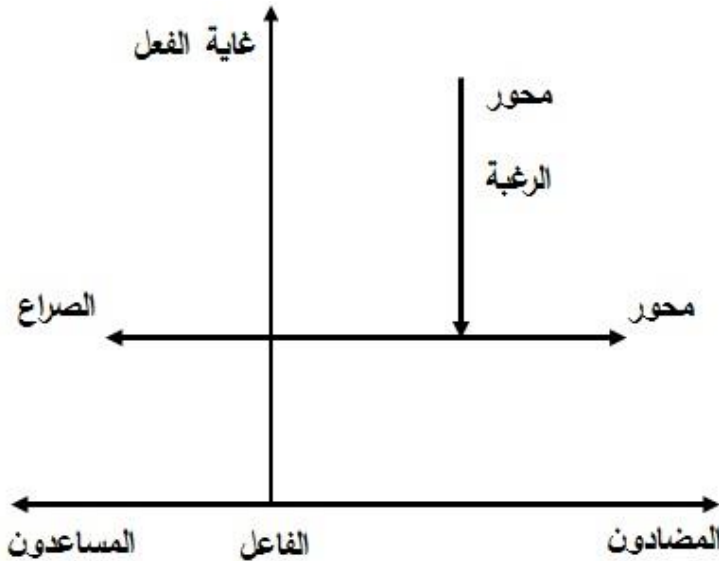 غاية الفعل
محور
الرغبة
محور
الصراع
المضادون
الفاعل
المساعدون